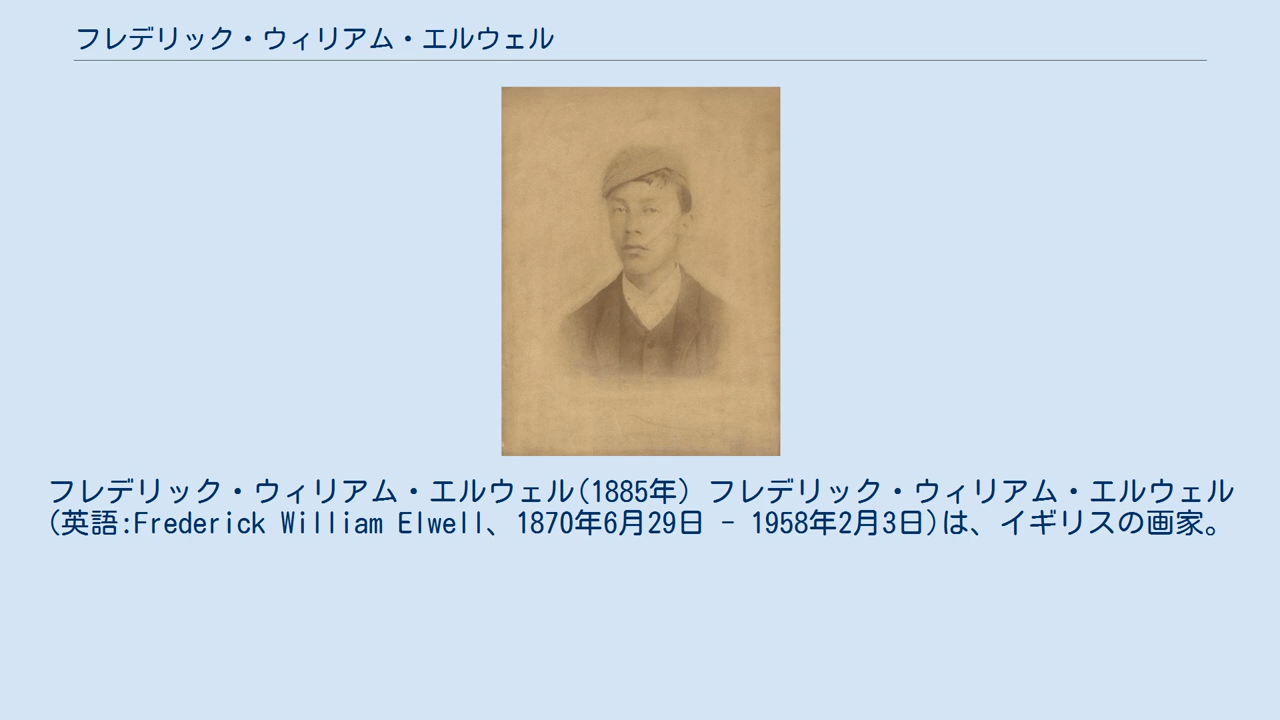 フレデリック・ウィリアム・エルウェル
フレデリック・ウィリアム・エルウェル(1885年) フレデリック・ウィリアム・エルウェル
(英語:Frederick William Elwell、1870年6月29日 - 1958年2月3日)は、イギリスの画家。